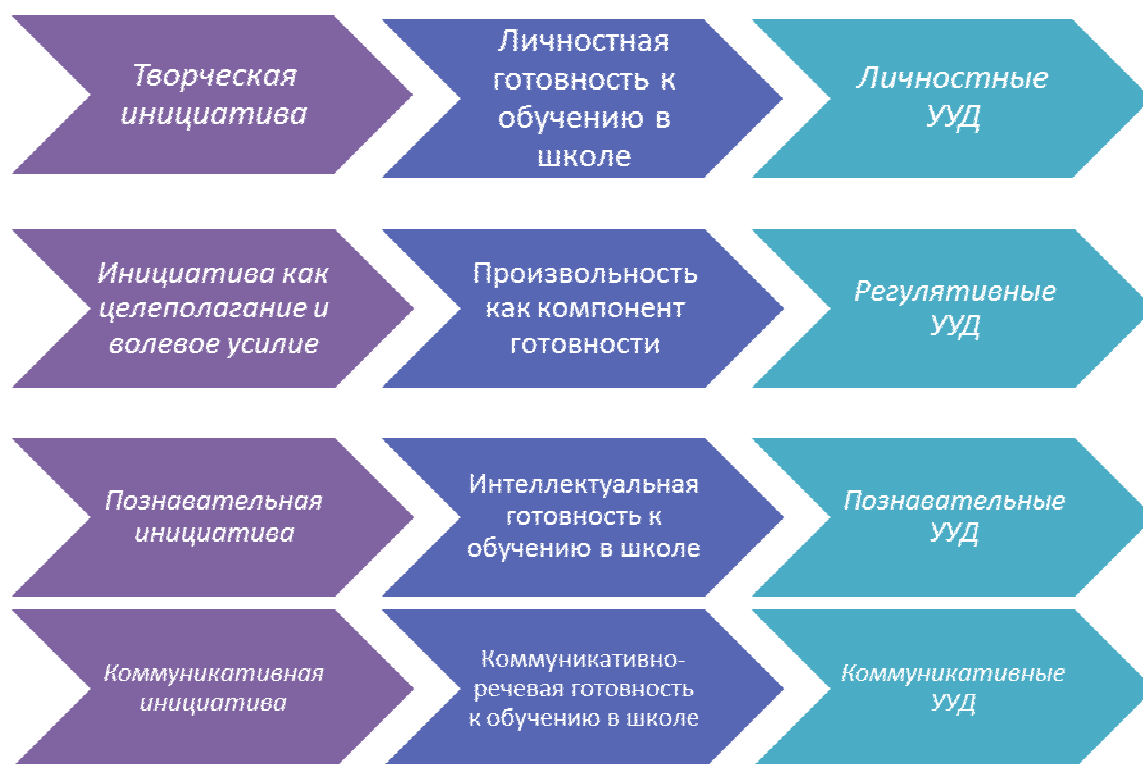 Творческая
инициатива
Личностная
готовность к
обучению в
школе
Личностные
УУД
Инициатива как
целеполагание и
волевое усилие
Произвольность
как компонент
готовности
Регулятивные
УУД
Познавательная
инициатива
Интеллектуальная
готовность к
обучению в школе
Познавательные
УУД
Коммуникативная
инициатива
Коммуникативно-
речевая готовность
к обучению в школе
Коммуникативные
УУД